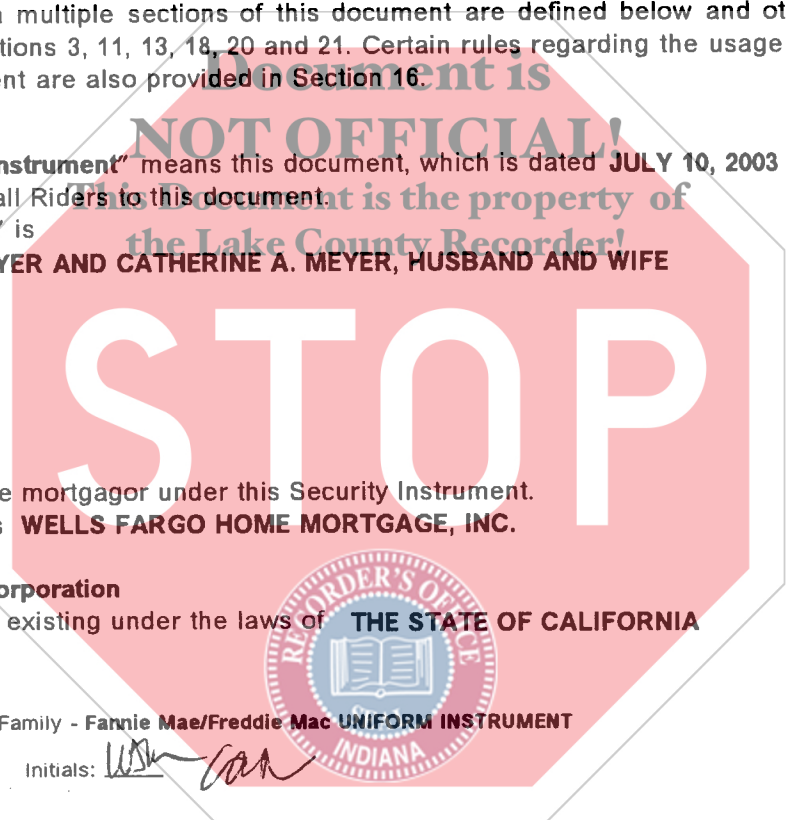 multiple sections of this document are defined below and ot
tions 3, 11, 13, 18, 20 and 21. Certain rules regarding the usage
ent are also provided in Section 16.
Document is
NOT OFFICIAL!
nstrument" means this document, which is dated JULY 10, 2003
all Riders to this document.
This Document is the property of
" is
the Lake County Recorder!
YER AND CATHERINE A. MEYER, HUSBAND AND WIFE
STOP
e mortgagor under this Security Instrument.
s WELLS FARGO HOME MORTGAGE, INC.
orporation
existing under the laws of THE STATE OF CALIFORNIA
RECORDER'S OFFICE
SEAL
INDIANA
Family - Fannie Mae/Freddie Mac UNIFORM INSTRUMENT
Initials: